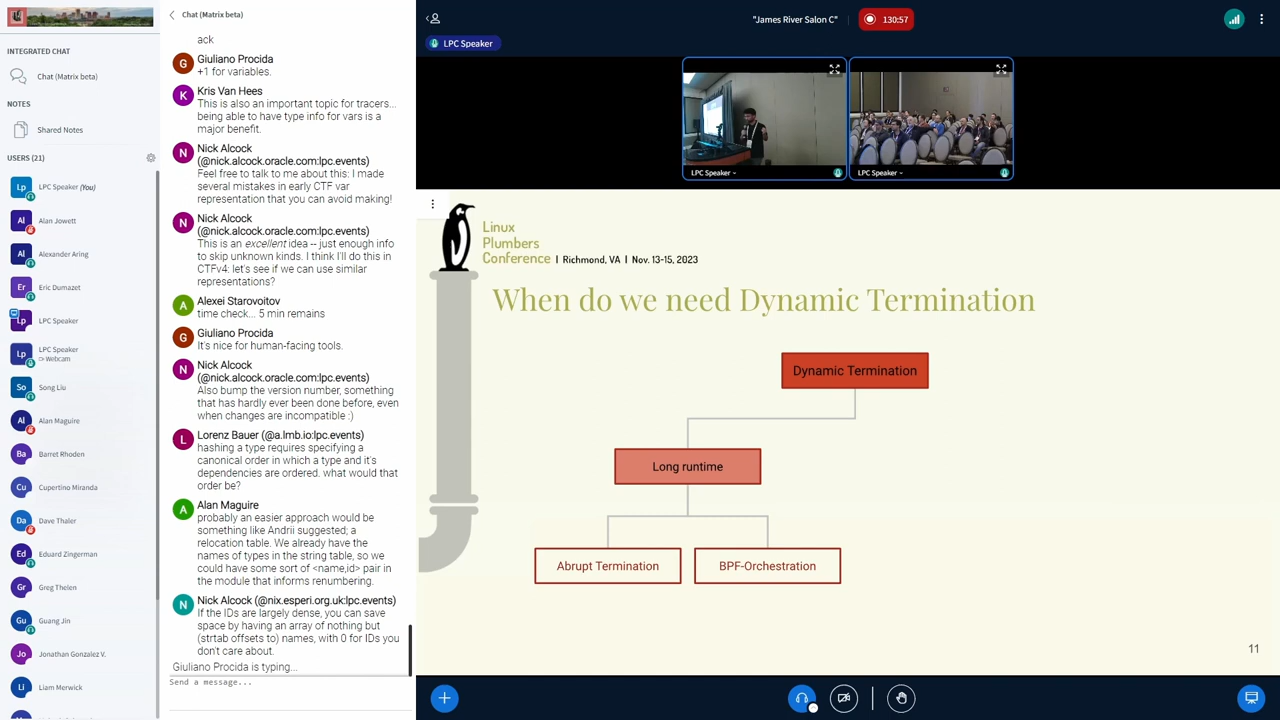 INTEGRATED CHAT
Chat (Matrix beta)
NOTES
Shared Notes
USERS (21)
Lp LPC Speaker (You)
Al Alan Jowett
Al Alexander Aring
Er Eric Dumazet
Lp LPC Speaker
Lp LPC Speaker
Webcam
So Song Liu
Al Alan Maguire
Ba Barret Rhoden
Cu Cupertino Miranda
Da Dave Thaler
Ed Eduard Zingerman
Gr Greg Thelen
Gu Guang Jin
Jo Jonathan Gonzalez V.
Li Liam Merwick
Chat (Matrix beta)
ack
G Giuliano Procida
+1 for variables.
K Kris Van Hees
This is also an important topic for tracers...
being able to have type info for vars is a
major benefit.
N Nick Alcock
(@nick.alcock.oracle.com:lpc.events)
Feel free to talk to me about this: I made
several mistakes in early CTF var
representation that you can avoid making!
N Nick Alcock
(@nick.alcock.oracle.com:lpc.events)
This is an excellent idea -- just enough info
to skip unknown kinds. I think I'll do this in
CTFv4: let's see if we can use similar
representations?
A Alexei Starovoitov
time check... 5 min remains
G Giuliano Procida
It's nice for human-facing tools.
N Nick Alcock
(@nick.alcock.oracle.com:lpc.events)
Also bump the version number, something
that has hardly ever been done before, even
when changes are incompatible :)
L Lorenz Bauer (@a.lmb.io:lpc.events)
hashing a type requires specifying a
canonical order in which a type and it's
dependencies are ordered. what would that
order be?
A Alan Maguire
probably an easier approach would be
something like Andrii suggested; a
relocation table. We already have the
names of types in the string table, so we
could have some sort of <name,id> pair in
the module that informs renumbering.
N Nick Alcock (@nix.esperi.org.uk:lpc.events)
If the IDs are largely dense, you can save
space by having an array of nothing but
(strtab offsets to) names, with 0 for IDs you
don't care about.
Giuliano Procida is typing...
Send a message...
"James River Salon C"
130:57
LPC Speaker
LPC Speaker
LPC Speaker
Linux
Plumbers
Conference | Richmond, VA | Nov. 13-15, 2023
When do we need Dynamic Termination
Dynamic Termination
Long runtime
Abrupt Termination
BPF-Orchestration
11